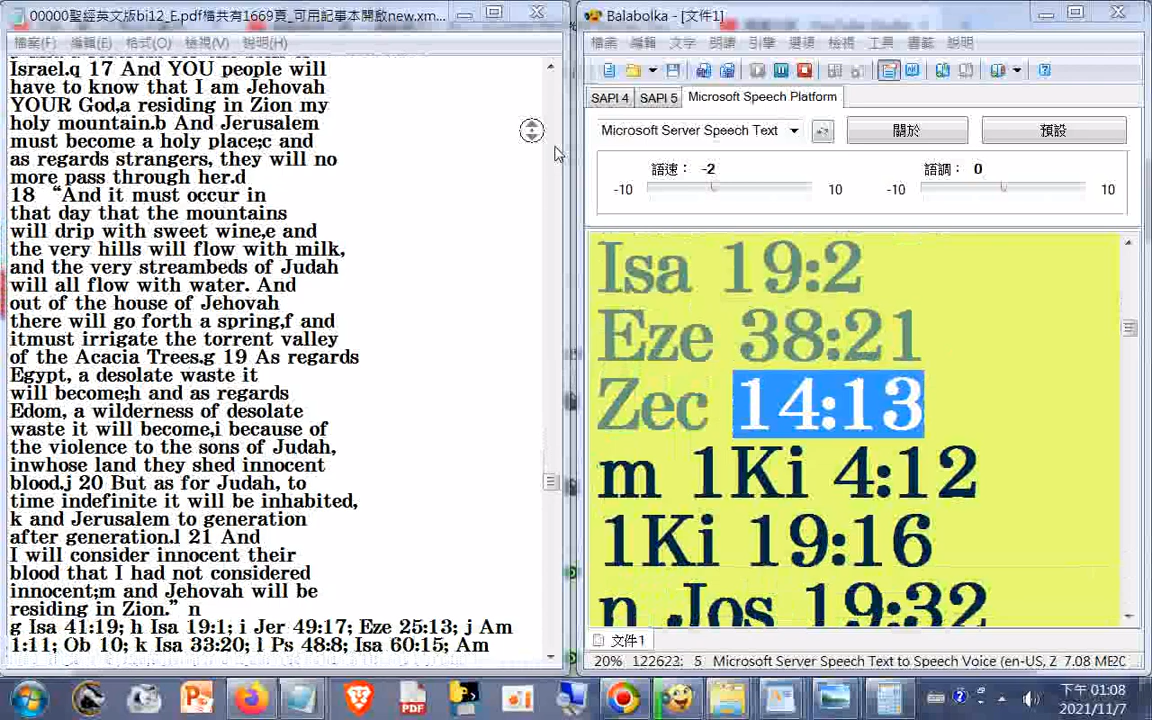 00000聖經英文版bi12_E.pdf檔共有1669頁_可用記事本開啟new.xm...
檔案(F) 編輯(E) 格式(O) 檢視(V) 說明(H)
Israel.q 17 And YOU people will
have to know that I am Jehovah
YOUR God,a residing in Zion my
holy mountain.b And Jerusalem
must become a holy place;c and
as regards strangers, they will no
more pass through her.d
18 “And it must occur in
that day that the mountains
will drip with sweet wine,e and
the very hills will flow with milk,
and the very streambeds of Judah
will all flow with water. And
out of the house of Jehovah
there will go forth a spring,f and
itmust irrigate the torrent valley
of the Acacia Trees.g 19 As regards
Egypt, a desolate waste it
will become;h and as regards
Edom, a wilderness of desolate
waste it will become,i because of
the violence to the sons of Judah,
inwhose land they shed innocent
blood.j 20 But as for Judah, to
time indefinite it will be inhabited,
k and Jerusalem to generation
after generation.l 21 And
I will consider innocent their
blood that I had not considered
innocent;m and Jehovah will be
residing in Zion.” n
g Isa 41:19; h Isa 19:1; i Jer 49:17; Eze 25:13; j Am
1:11; Ob 10; k Isa 33:20; l Ps 48:8; Isa 60:15; Am
Balabolka - [文件1]
檔案 編輯 文字 朗讀 引擎 選項 檢視 工具 書籤 說明
SAPI 4 SAPI 5 Microsoft Speech Platform
Microsoft Server Speech Text 關於 預設
語速： -2 語調： 0
-10 10 -10 10
Isa 19:2
Eze 38:21
Zec 14:13
m 1Ki 4:12
1Ki 19:16
n Jos 19:32
文件1
20% 122623: 5 Microsoft Server Speech Text to Speech Voice (en-US, Z 7.08 ME
PDF
下午 01:08
2021/11/7